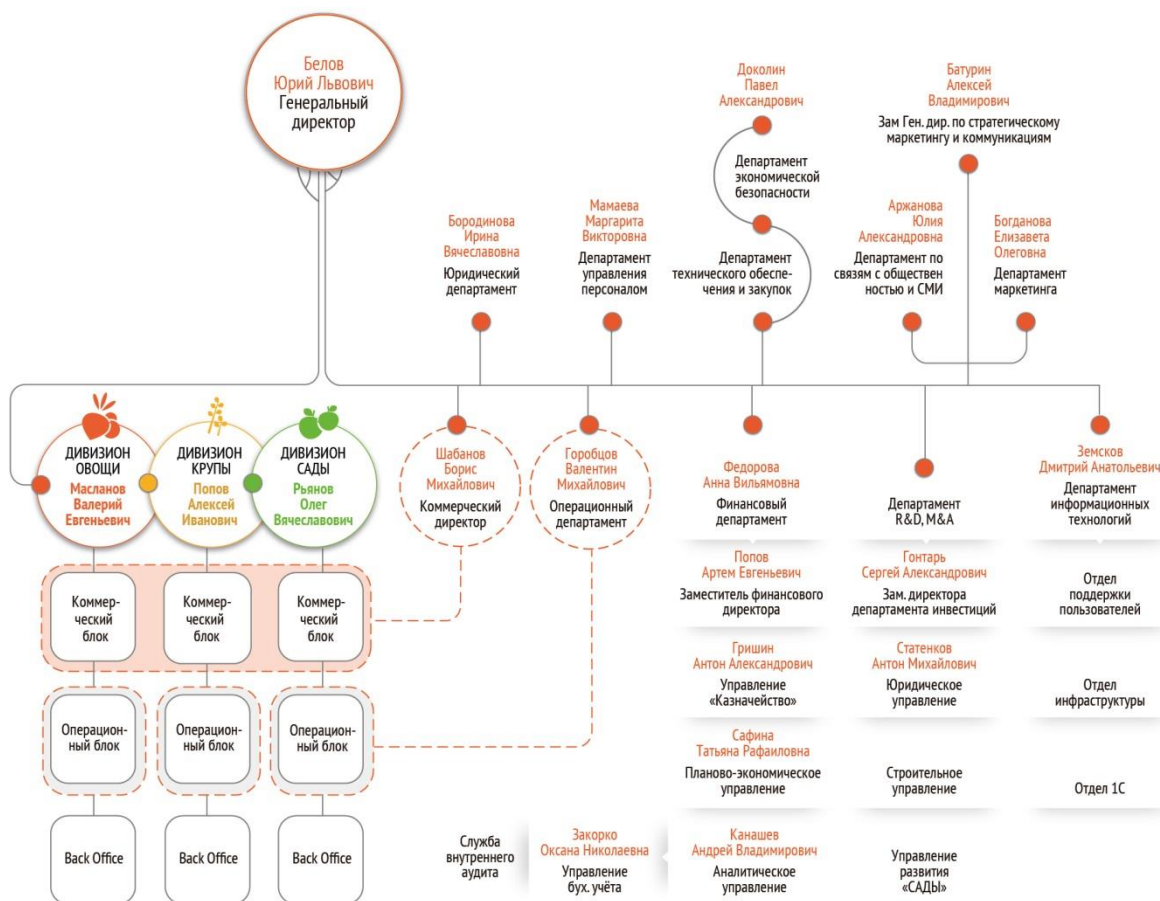 Белов
Юрий Львович
Генеральный
директор
Доколин
Павел
Александрович
Департамент
экономической
безопасности
Департамент
технического обеспе-
чения и закупок
Батурин
Алексей
Владимирович
Зам Ген. дир. по стратегическому
маркетингу и коммуникациям
Бородинова
Ирина
Вячеславовна
Юридический
департамент
Мамаева
Маргарита
Викторовна
Департамент
управления
персоналом
Аржанова
Юлия
Александровна
Департамент по
связям с обществен
ностью и СМИ
Богданова
Елизавета
Олеговна
Департамент
маркетинга
ДИВИЗИОН
ОВОЩИ
Масланов
Валерий
Евгеньевич
ДИВИЗИОН
КРУПЫ
Попов
Алексей
Иванович
ДИВИЗИОН
САДЫ
Рьянов
Олег
Вячеславович
Шабанов
Борис
Михайлович
Коммерческий
директор
Горобцов
Валентин
Михайлович
Операционный
департамент
Федорова
Анна Вильямовна
Финансовый
департамент
Департамент
R&D, M&A
Земсков
Дмитрий Анатольевич
Департамент
информационных
технологий
Коммер-
ческий
блок
Коммер-
ческий
блок
Коммер-
ческий
блок
Попов
Артем Евгеньевич
Заместитель финансового
директора
Гонтарь
Сергей Александрович
Зам. директора
департамента инвестиций
Отдел
поддержки
пользователей
Гришин
Антон Александрович
Управление
«Казначейство»
Статенков
Антон Михайлович
Юридическое
управление
Отдел
инфраструктуры
Операцион-
ный блок
Операцион-
ный блок
Операцион-
ный блок
Сафина
Татьяна Рафаиловна
Планово-экономическое
управление
Строительное
управление
Отдел 1С
Back Office
Back Office
Back Office
Служба
внутреннего
аудита
Закорко
Оксана Николаевна
Управление
бух. учёта
Канашев
Андрей Владимирович
Аналитическое
управление
Управление
развития
«САДЫ»